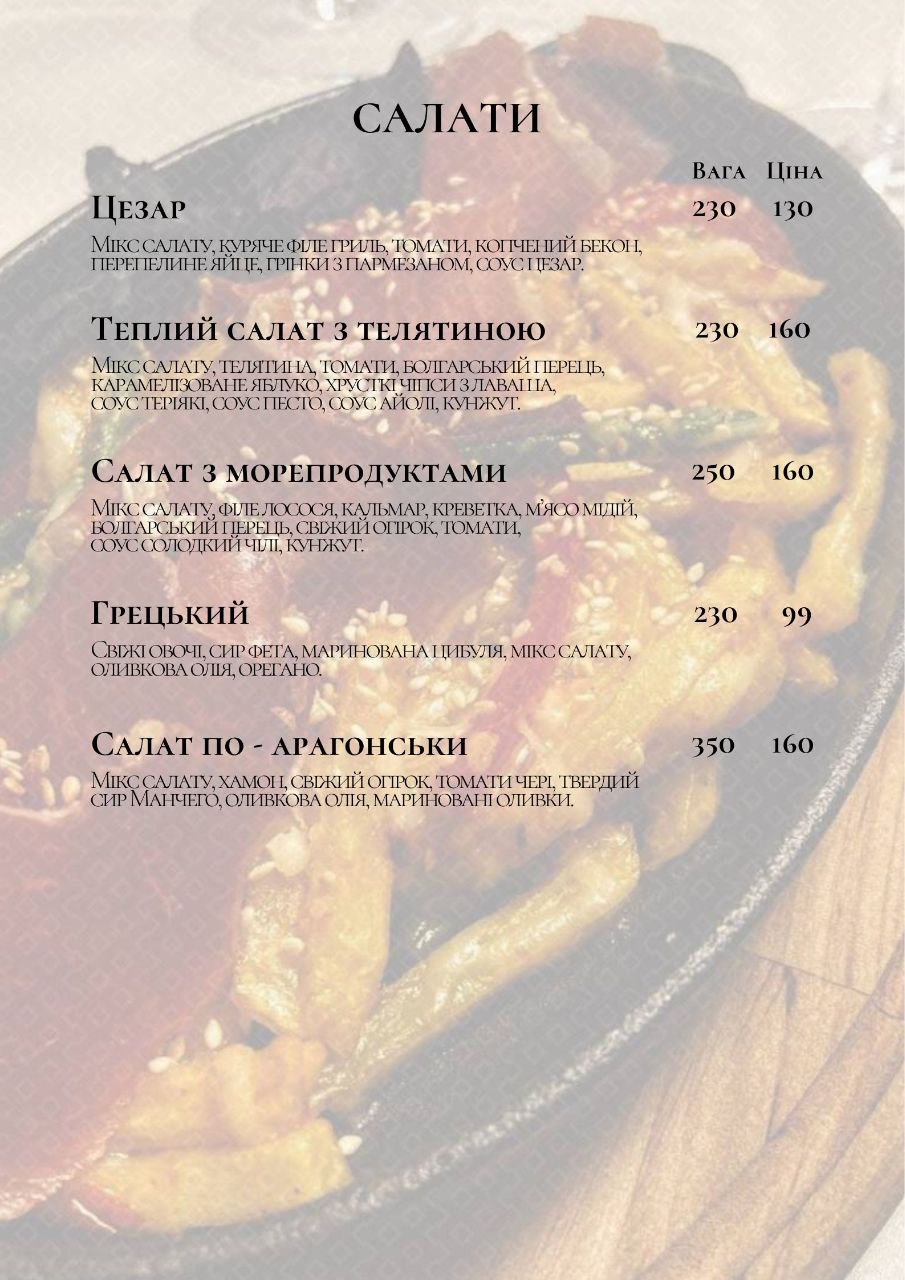 САЛАТИ
Вага Ціна
Цезар 230 130
Мікс салату, куряче філе гриль, томати, копчений бекон,
перепелине яйце, грінки з пармезаном, соус Цезар.
Теплий салат з телятиною 230 160
Мікс салату, телятина, томати, болгарський перець,
карамелізоване яблуко, хрусткі чіпси з лаваша,
соус теріякі, соус песто, соус айолі, кунжут.
Салат з морепродуктами 250 160
Мікс салату, філе лосося, кальмар, креветка, м'ясо мідій,
болгарський перець, свіжий огірок, томати,
соус солодкий чілі, кунжут.
Грецький 230 99
Свіжі овочі, сир фета, маринована цибуля, мікс салату,
оливкова олія, орегано.
Салат по - арагонськи 350 160
Мікс салату, хамон, свіжий огірок, томати чері, твердий
сир Манчего, оливкова олія, мариновані оливки.